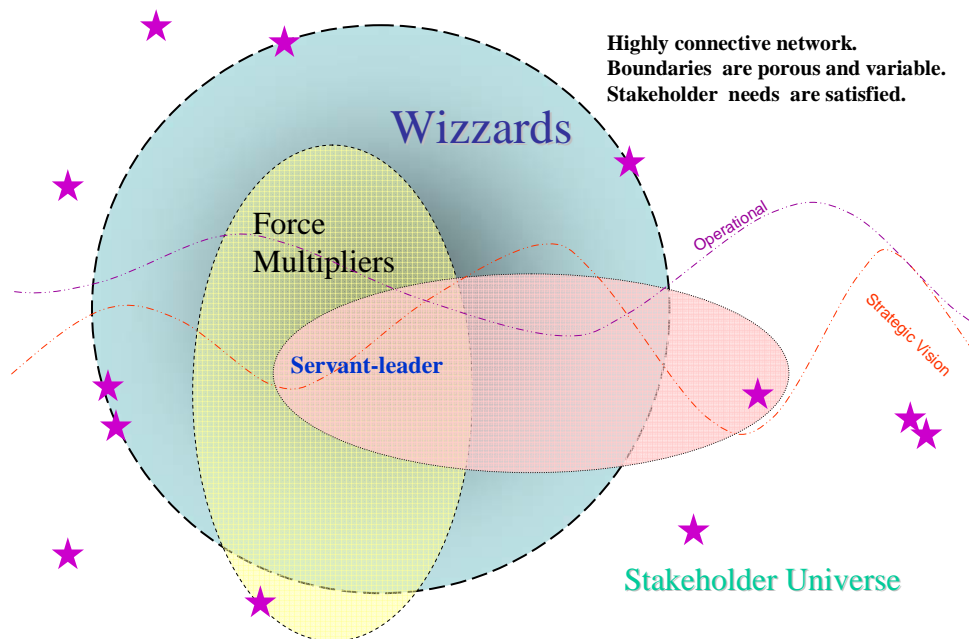 Highly connective network.
Boundaries are porous and variable.
Stakeholder needs are satisfied.
Wizzards
Force
Multipliers
Operational
Strategic Vision
Servant-leader
Stakeholder Universe